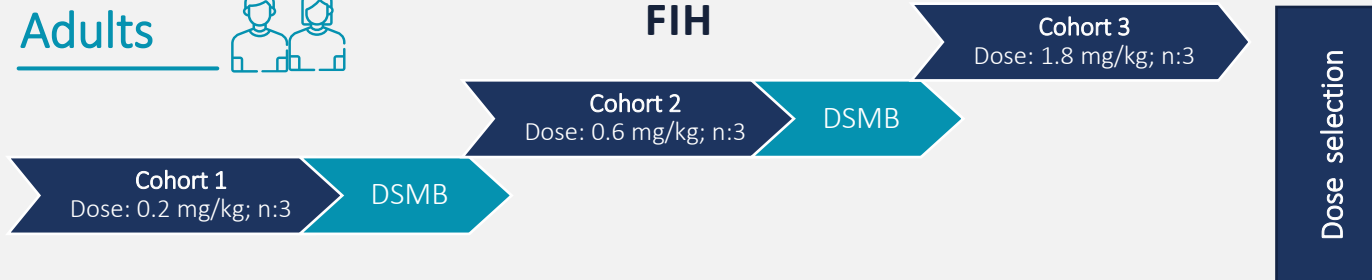 Adults
FIH
Cohort 3
Dose: 1.8 mg/kg; n:3
Cohort 2
Dose: 0.6 mg/kg; n:3
DSMB
Cohort 1
Dose: 0.2 mg/kg; n:3
DSMB
Dose selection